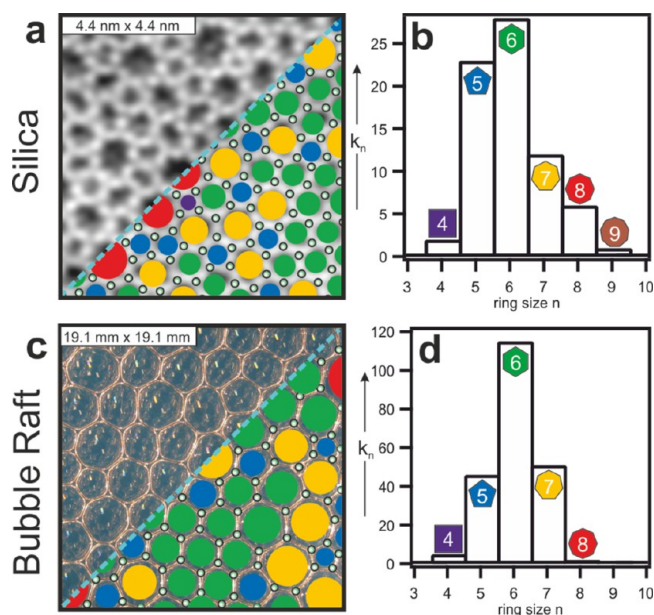 a
4.4 nm x 4.4 nm
Silica
b
kn
25
20
15
10
5
0
4
5
6
7
8
9
3 4 5 6 7 8 9 10
ring size n
c
19.1 mm x 19.1 mm
Bubble Raft
d
kn
120
100
80
60
40
20
0
4
5
6
7
8
3 4 5 6 7 8 9 10
ring size n